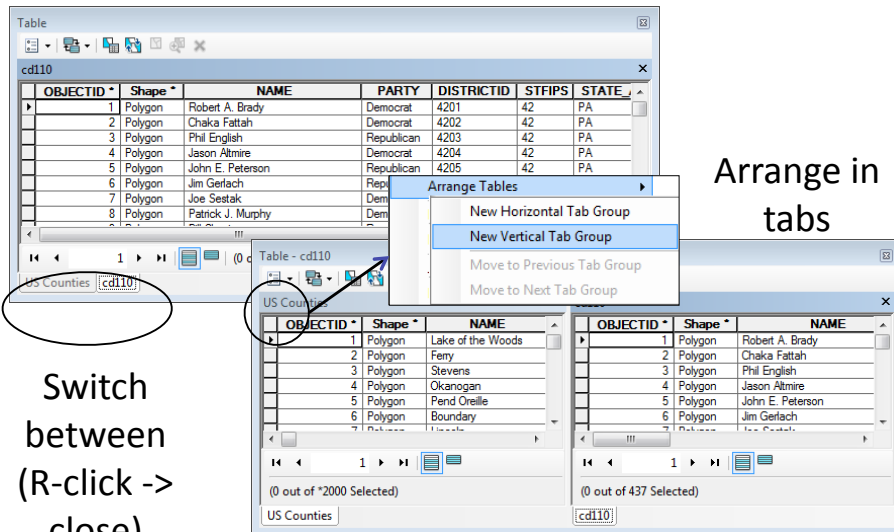 Table
cd110
OBJECTID * Shape * NAME PARTY DISTRICTID STFIPS STATE_
1 Polygon Robert A. Brady Democrat 4201 42 PA
2 Polygon Chaka Fattah Democrat 4202 42 PA
3 Polygon Phil English Republican 4203 42 PA
4 Polygon Jason Altmire Democrat 4204 42 PA
5 Polygon John E. Peterson Republican 4205 42 PA
6 Polygon Jim Gerlach
7 Polygon Joe Sestak
8 Polygon Patrick J. Murphy
1 (0
US Counties cd110
Arrange Tables
New Horizontal Tab Group
New Vertical Tab Group
Move to Previous Tab Group
Move to Next Tab Group
Arrange in
tabs
Table - cd110
US Counties
OBJECTID * Shape * NAME
1 Polygon Lake of the Woods
2 Polygon Ferry
3 Polygon Stevens
4 Polygon Okanogan
5 Polygon Pend Oreille
6 Polygon Boundary
1
(0 out of *2000 Selected)
US Counties
OBJECTID * Shape * NAME
1 Polygon Robert A. Brady
2 Polygon Chaka Fattah
3 Polygon Phil English
4 Polygon Jason Altmire
5 Polygon John E. Peterson
6 Polygon Jim Gerlach
1
(0 out of 437 Selected)
cd110
Switch
between
(R-click ->
close)